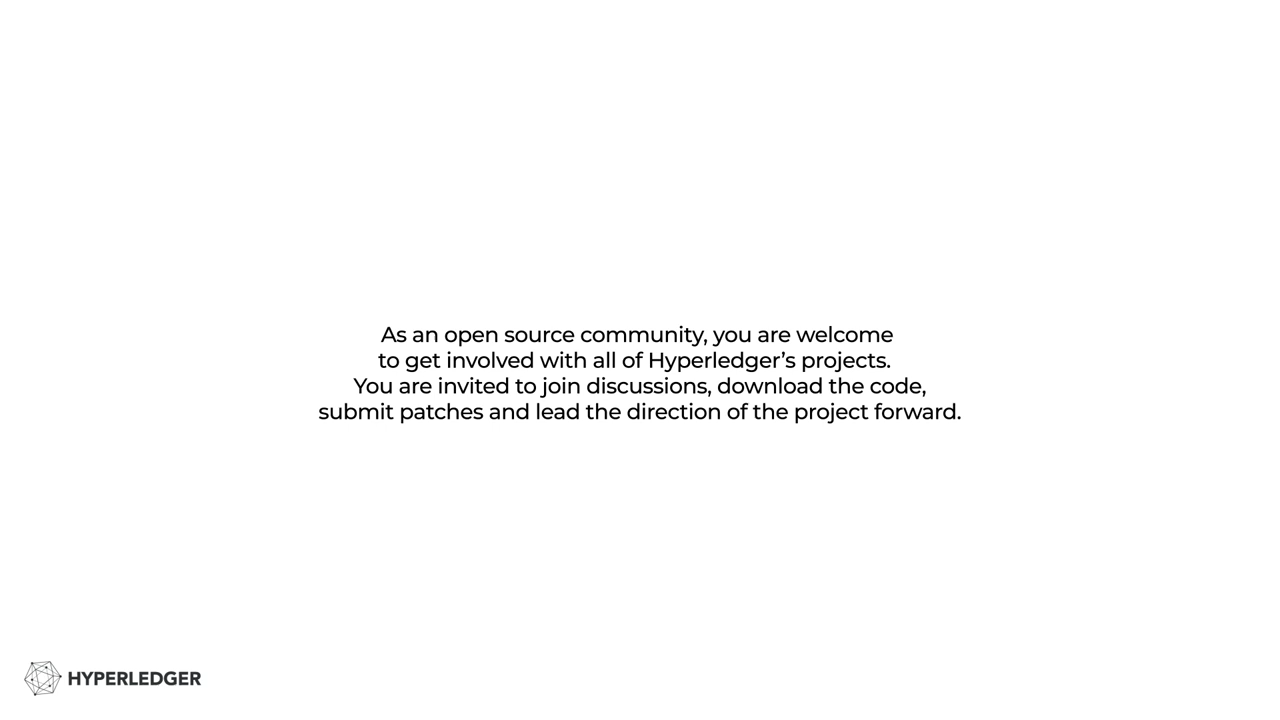 As an open source community, you are welcome
to get involved with all of Hyperledger’s projects.
You are invited to join discussions, download the code,
submit patches and lead the direction of the project forward.
HYPERLEDGER